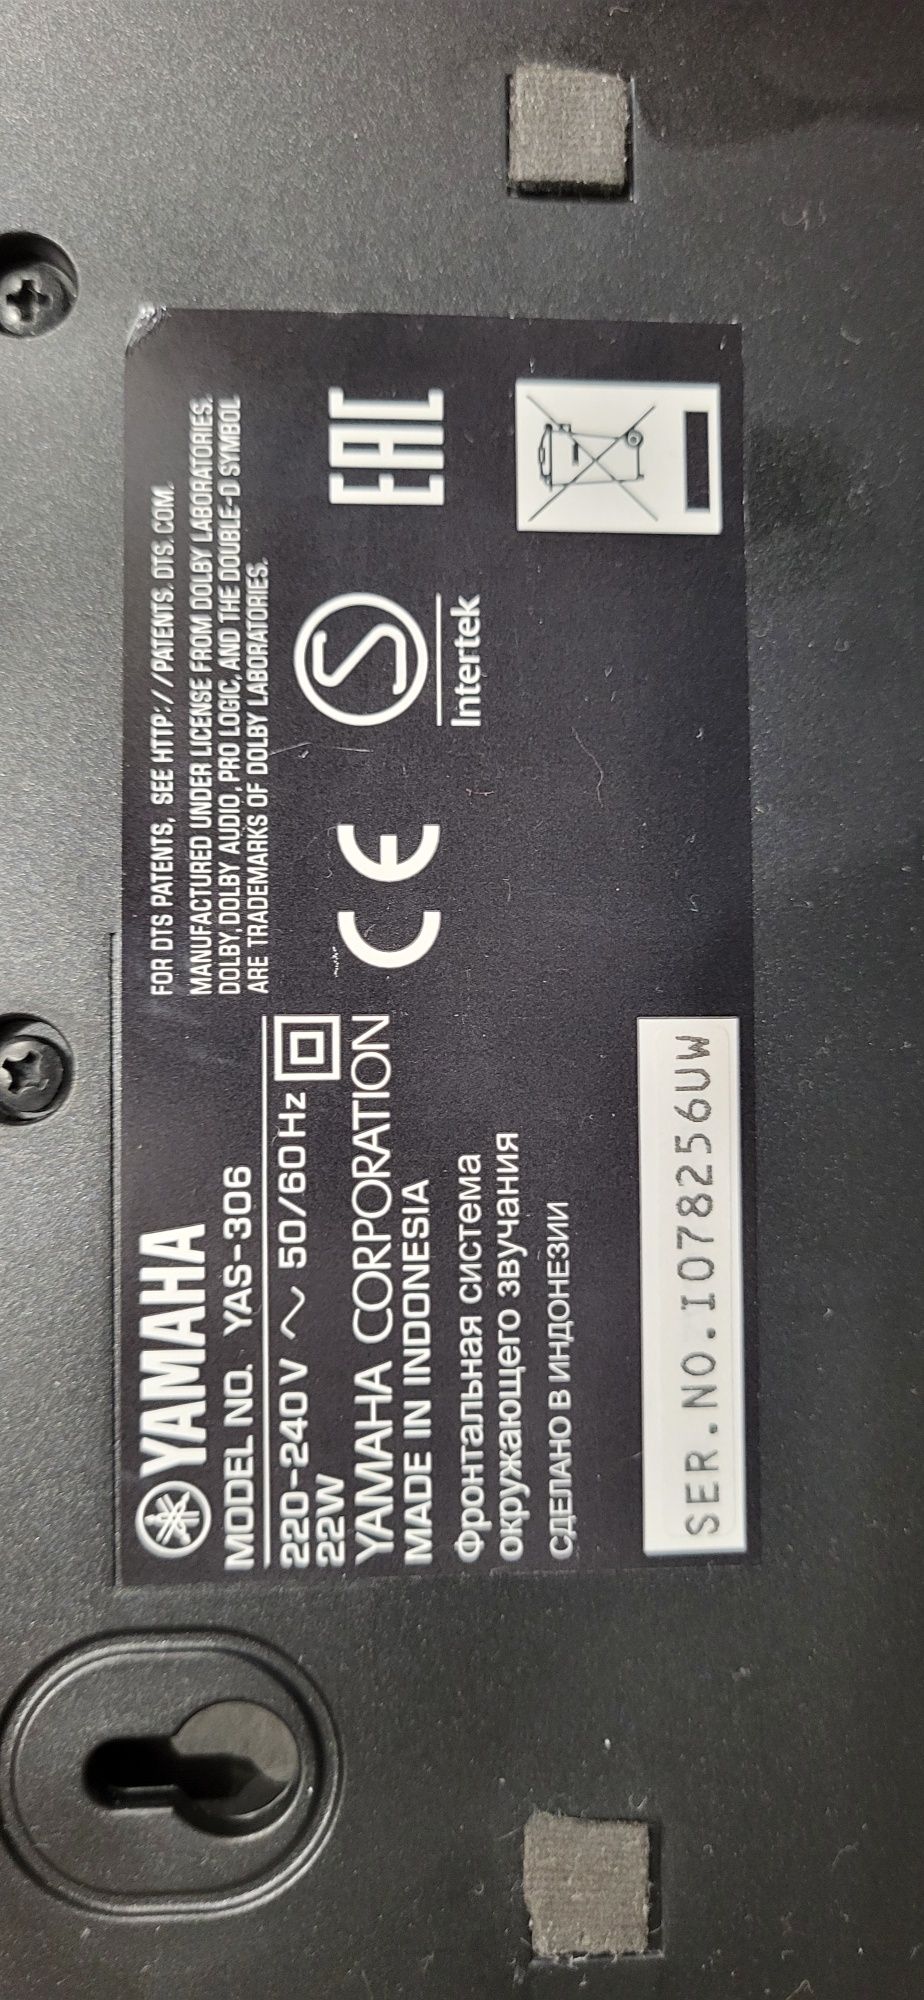 YAMAHA
MODEL NO. YAS-306
220-240V ~ 50/60Hz
22W
YAMAHA CORPORATION
MADE IN INDONESIA
Фронтальная система
окружающего звучания
СДЕЛАНО В ИНДОНЕЗИИ
SER.NO.I078256UW
FOR DTS PATENTS, SEE HTTP://PATENTS.DTS.COM.
MANUFACTURED UNDER LICENSE FROM DOLBY LABORATORIES.
DOLBY, DOLBY AUDIO, PRO LOGIC, AND THE DOUBLE-D SYMBOL
ARE TRADEMARKS OF DOLBY LABORATORIES.
CE
S
Intertek
EAC